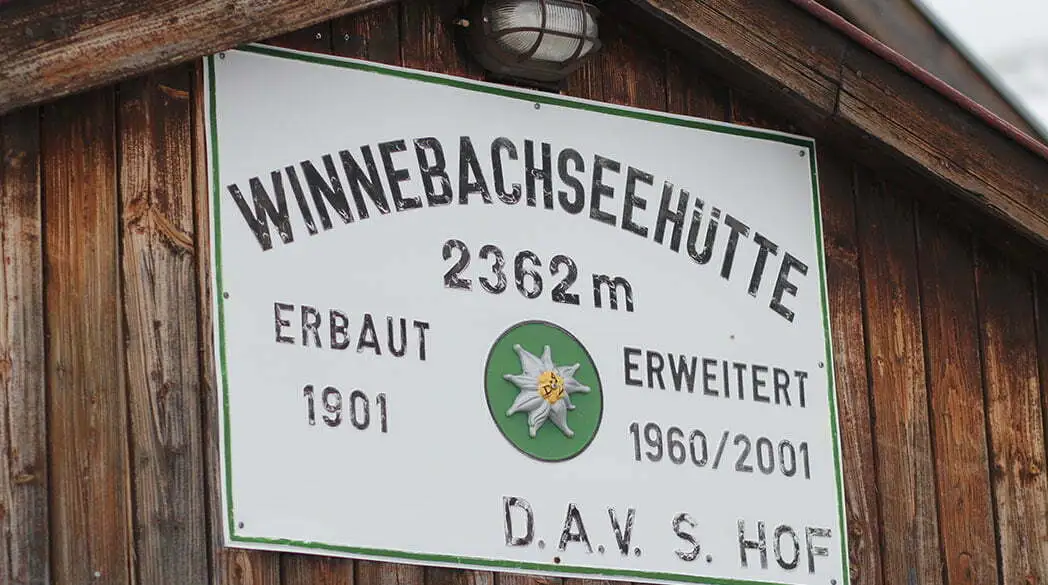 WINNEBACHSEEHÜTTE
2362 m
ERBAUT
1901
ERWEITERT
1960/2001
D.A.V. S. HOF